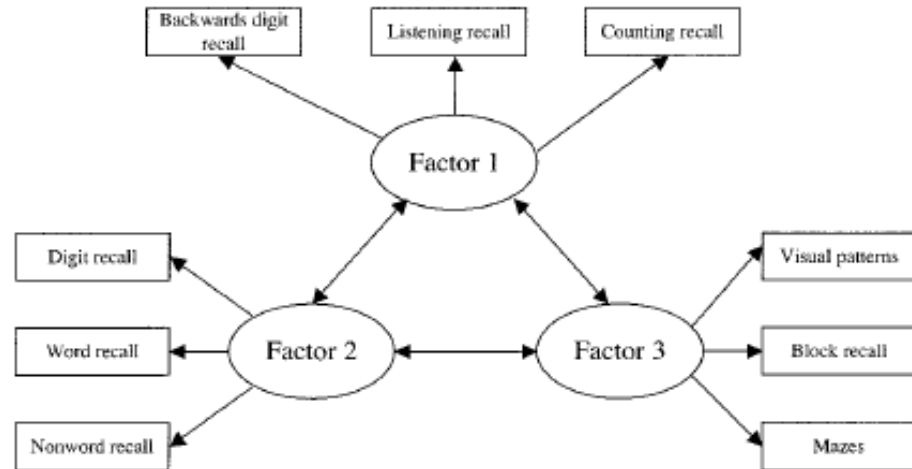 Backwards digit
recall
Listening recall
Counting recall
Factor 1
Digit recall
Visual patterns
Word recall
Factor 2
Factor 3
Block recall
Nonword recall
Mazes